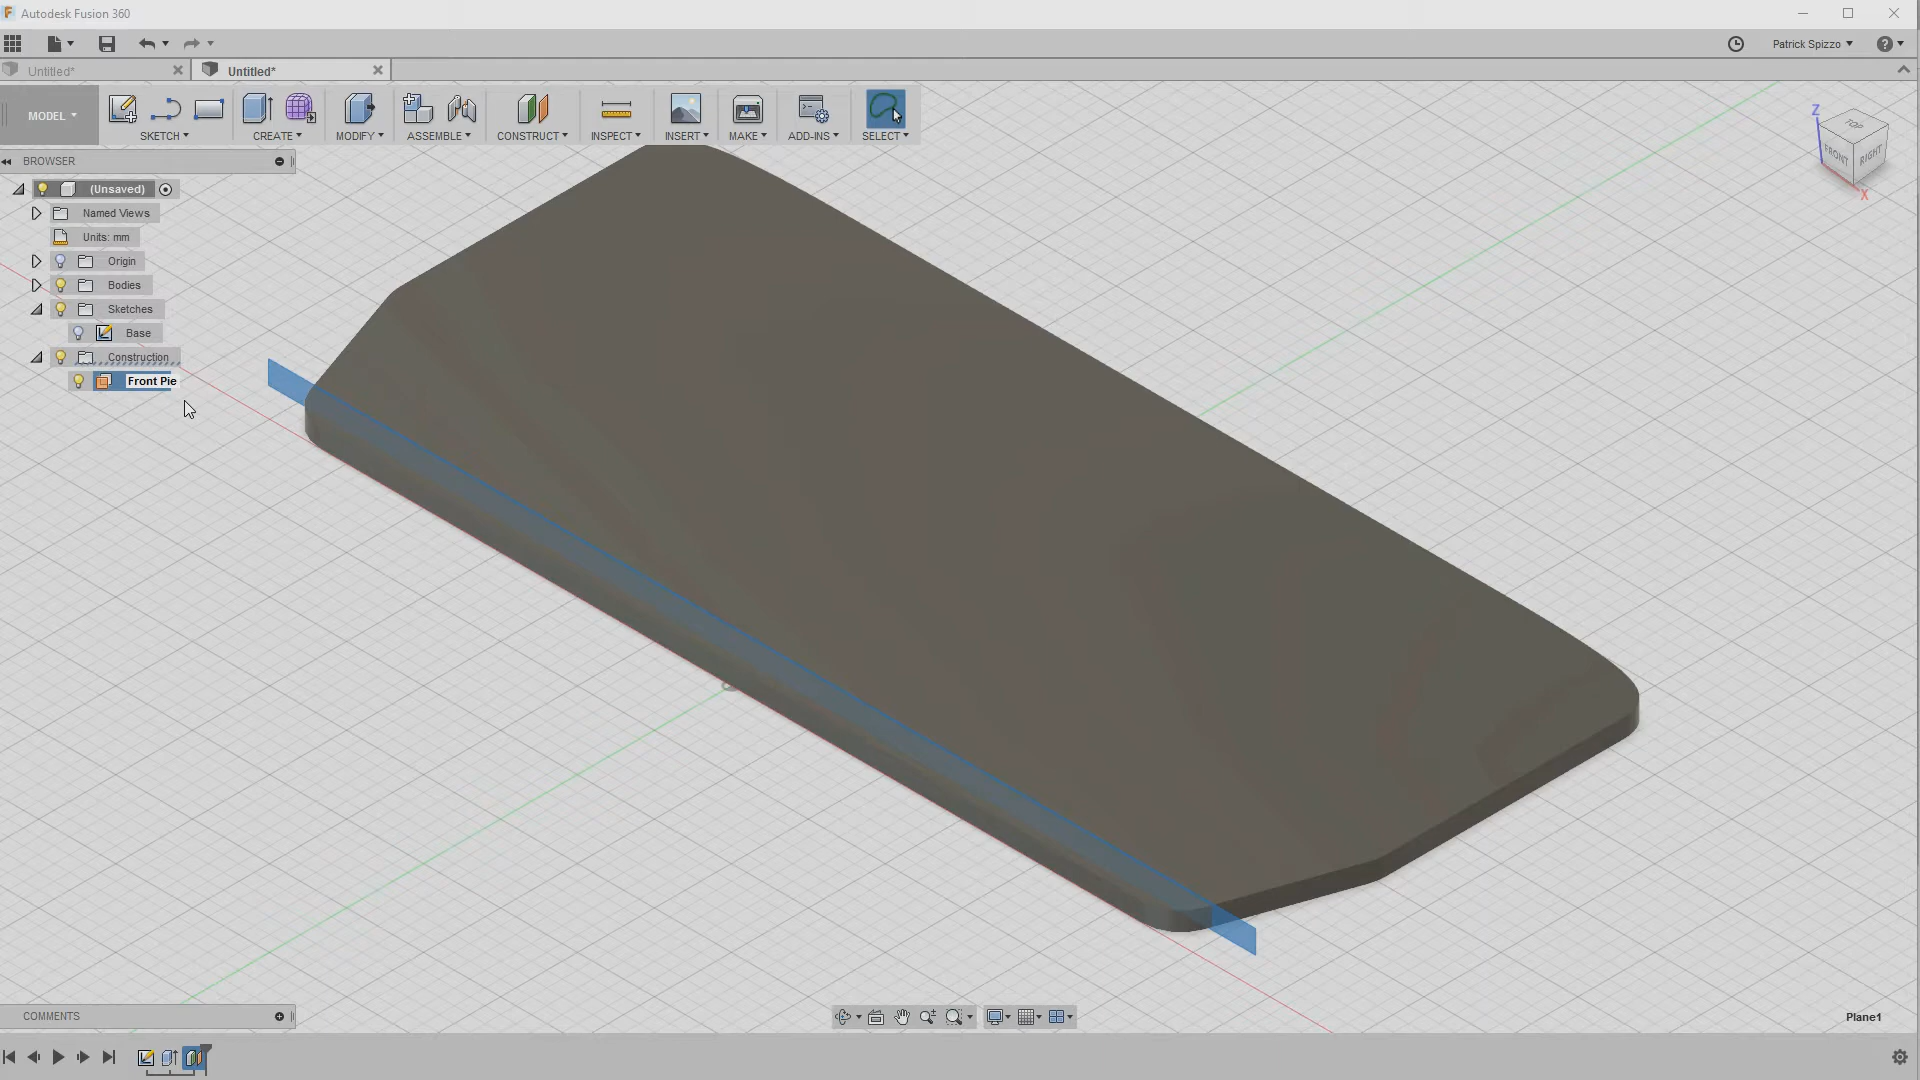 Autodesk Fusion 360
Patrick Spizzo
Untitled*
Untitled*
MODEL
SKETCH
CREATE
MODIFY
ASSEMBLE
CONSTRUCT
INSPECT
INSERT
MAKE
ADD-INS
SELECT
BROWSER
(Unsaved)
Named Views
Units: mm
Origin
Bodies
Sketches
Base
Construction
Front Pie
Z
TOP
FRONT
RIGHT
X
COMMENTS
Plane1